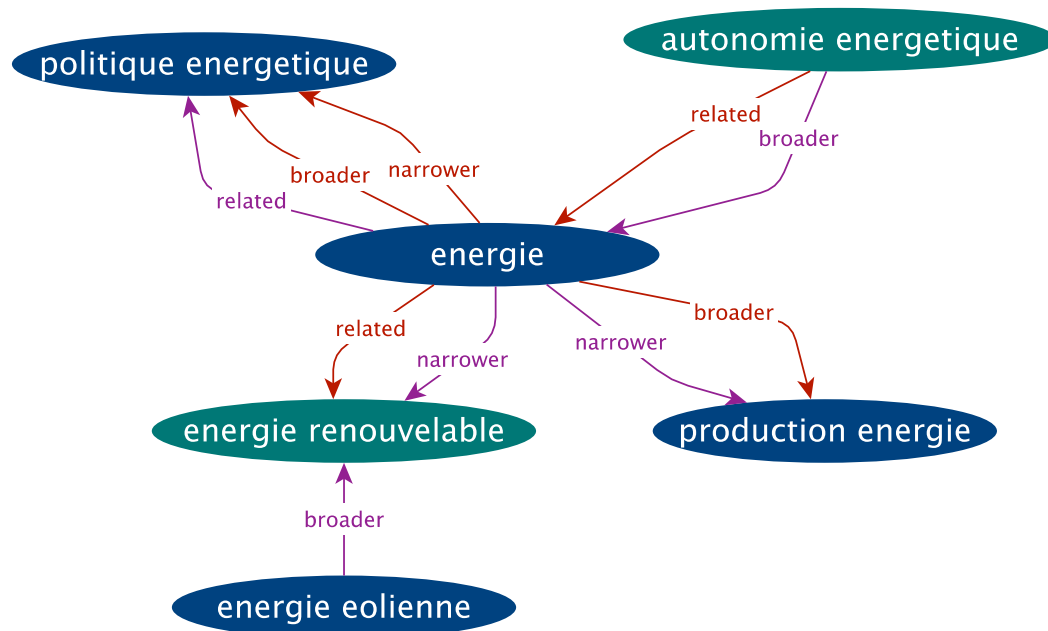 politique energetique
autonomie energetique
related
broader
narrower
broader
related
energie
related
narrower
narrower
broader
energie renouvelable
production energie
broader
energie eolienne